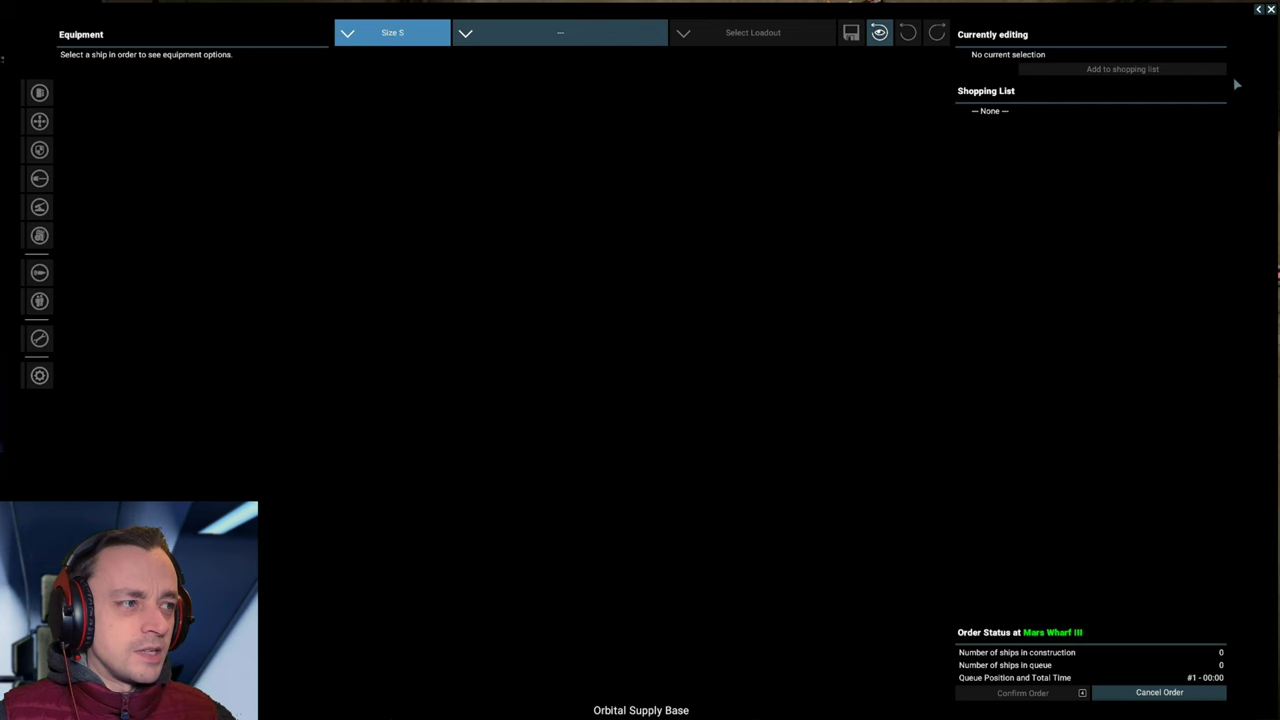 Equipment
Select a ship in order to see equipment options.
Size S
---
Select Loadout
Currently editing
No current selection
Add to shopping list
Shopping List
--- None ---
Order Status at Mars Wharf III
Number of ships in construction 0
Number of ships in queue 0
Queue Position and Total Time #1 - 00:00
Confirm Order
Cancel Order
Orbital Supply Base